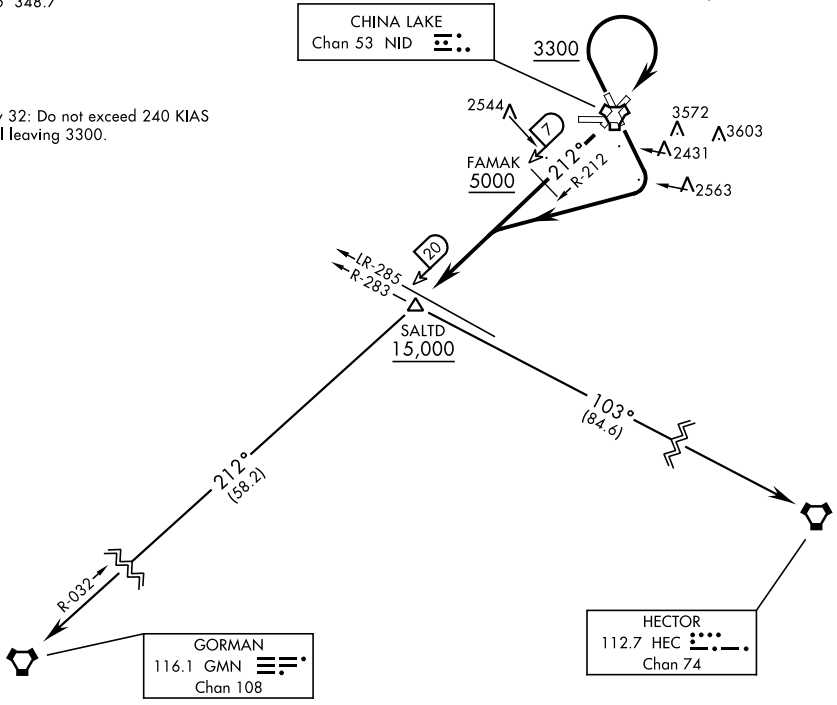 348.7
CHINA LAKE
Chan 53 NID
3300
32: Do not exceed 240 KIAS
leaving 3300.
2544
7
3572
3603
2431
2563
FAMAK
5000
212°
R-212
20
LR-285
R-283
SALTD
15,000
103°
(84.6)
212°
(58.2)
R-032
GORMAN
116.1 GMN
Chan 108
HECTOR
112.7 HEC
Chan 74